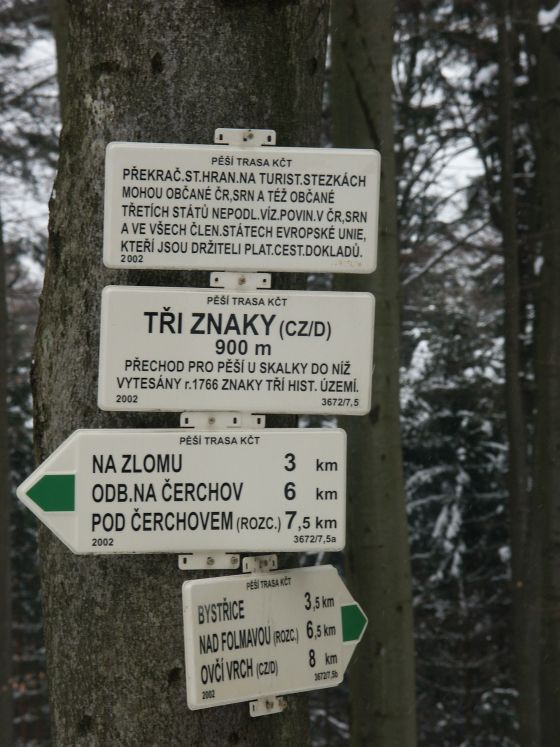 PĚŠÍ TRASA KČT
PŘEKRAČ.ST.HRAN.NA TURIST.STEZKÁCH
MOHOU OBČANÉ ČR,SRN A TÉŽ OBČANÉ
TŘETÍCH STÁTŮ NEPODL.VÍZ.POVIN.V ČR,SRN
A VE VŠECH ČLEN.STÁTECH EVROPSKÉ UNIE,
KTEŘÍ JSOU DRŽITELI PLAT.CEST.DOKLADŮ.
2002
PĚŠÍ TRASA KČT
TŘI ZNAKY (CZ/D)
900 m
PŘECHOD PRO PĚŠÍ U SKALKY DO NÍŽ
VYTESÁNY r.1766 ZNAKY TŘÍ HIST. ÚZEMÍ.
2002 3672/7,5
PĚŠÍ TRASA KČT
NA ZLOMU 3 km
ODB.NA ČERCHOV 6 km
POD ČERCHOVEM (ROZC.) 7,5 km
2002 3672/7,5a
PĚŠÍ TRASA KČT
BYSTŘICE 3,5 km
NAD FOLMAVOU (ROZC.) 6,5 km
OVČÍ VRCH (CZ/D) 8 km
2002 3672/7,5b